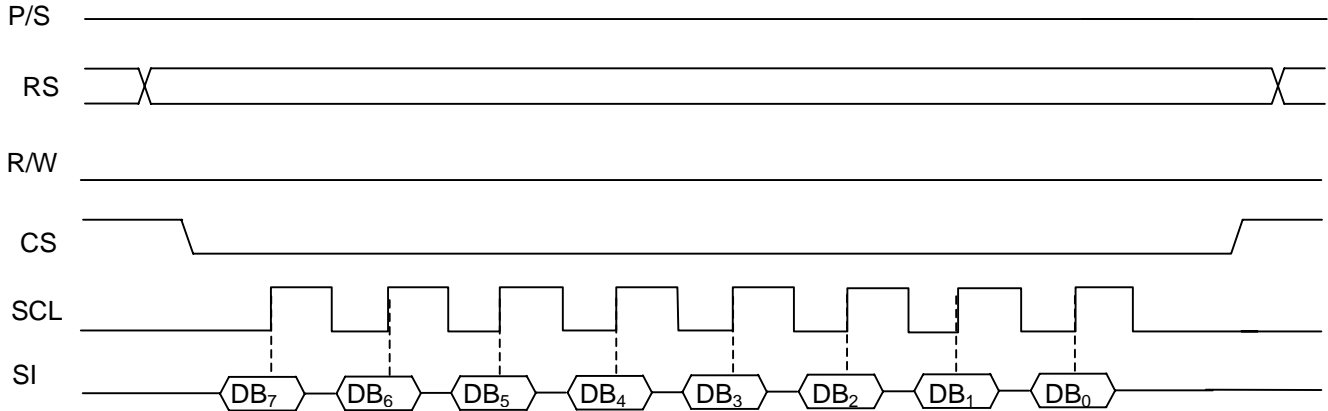 P/S
RS
R/W
CS
SCL
SI
DB₇ DB₆ DB₅ DB₄ DB₃ DB₂ DB₁ DB₀